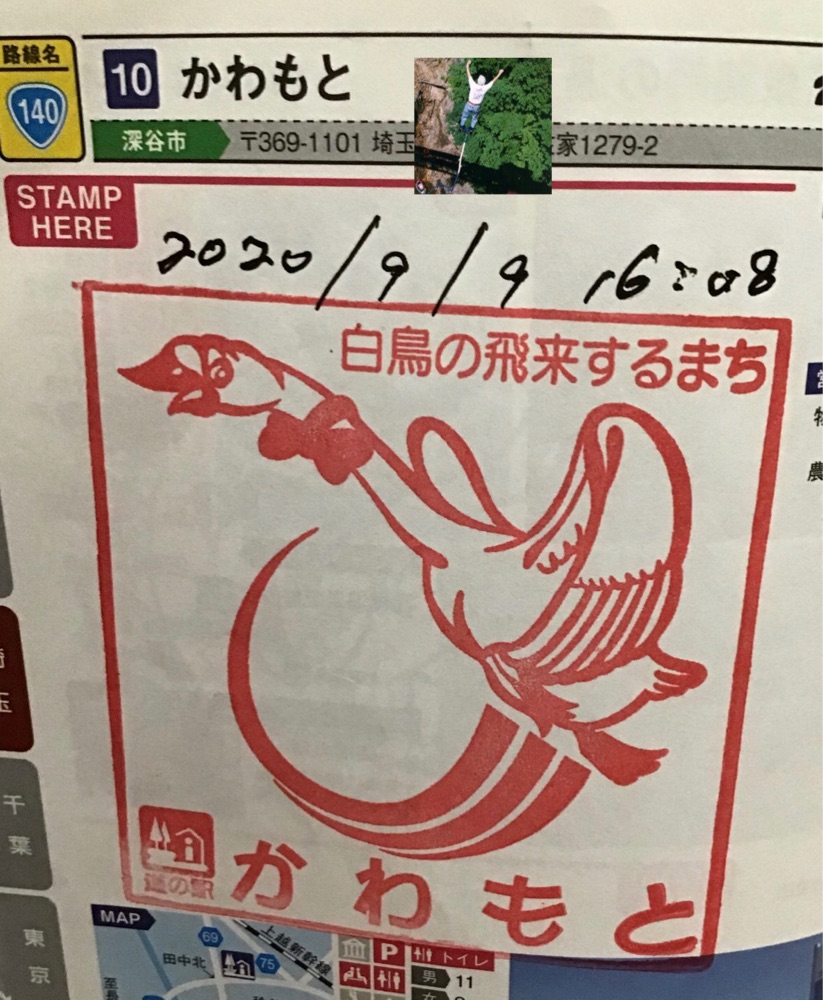 路線名
140
10 かわもと
深谷市
〒369-1101 埼玉
家1279-2
STAMP
HERE
2020/9/9 16:08
白鳥の飛来するまち
道の駅
かわもと
千
葉
東
京
MAP
69
上越新幹線
田中北
75
P
トイレ
男 11